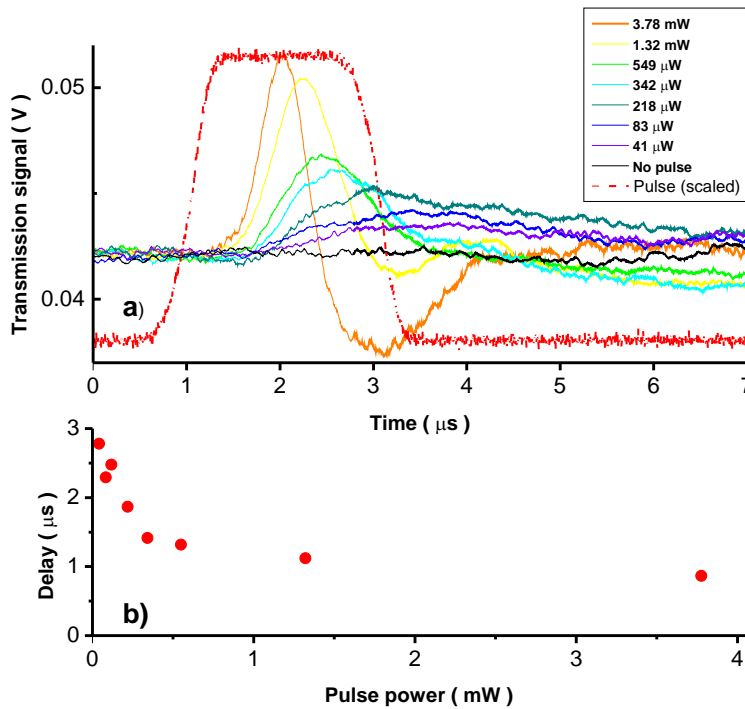 3.78 mW
1.32 mW
549 μW
342 μW
218 μW
83 μW
41 μW
No pulse
Pulse (scaled)
0.05
0.04
Transmission signal ( V )
a)
0 1 2 3 4 5 6 7
Time ( μs )
3
2
1
0
Delay ( μs )
b)
0 1 2 3 4
Pulse power ( mW )